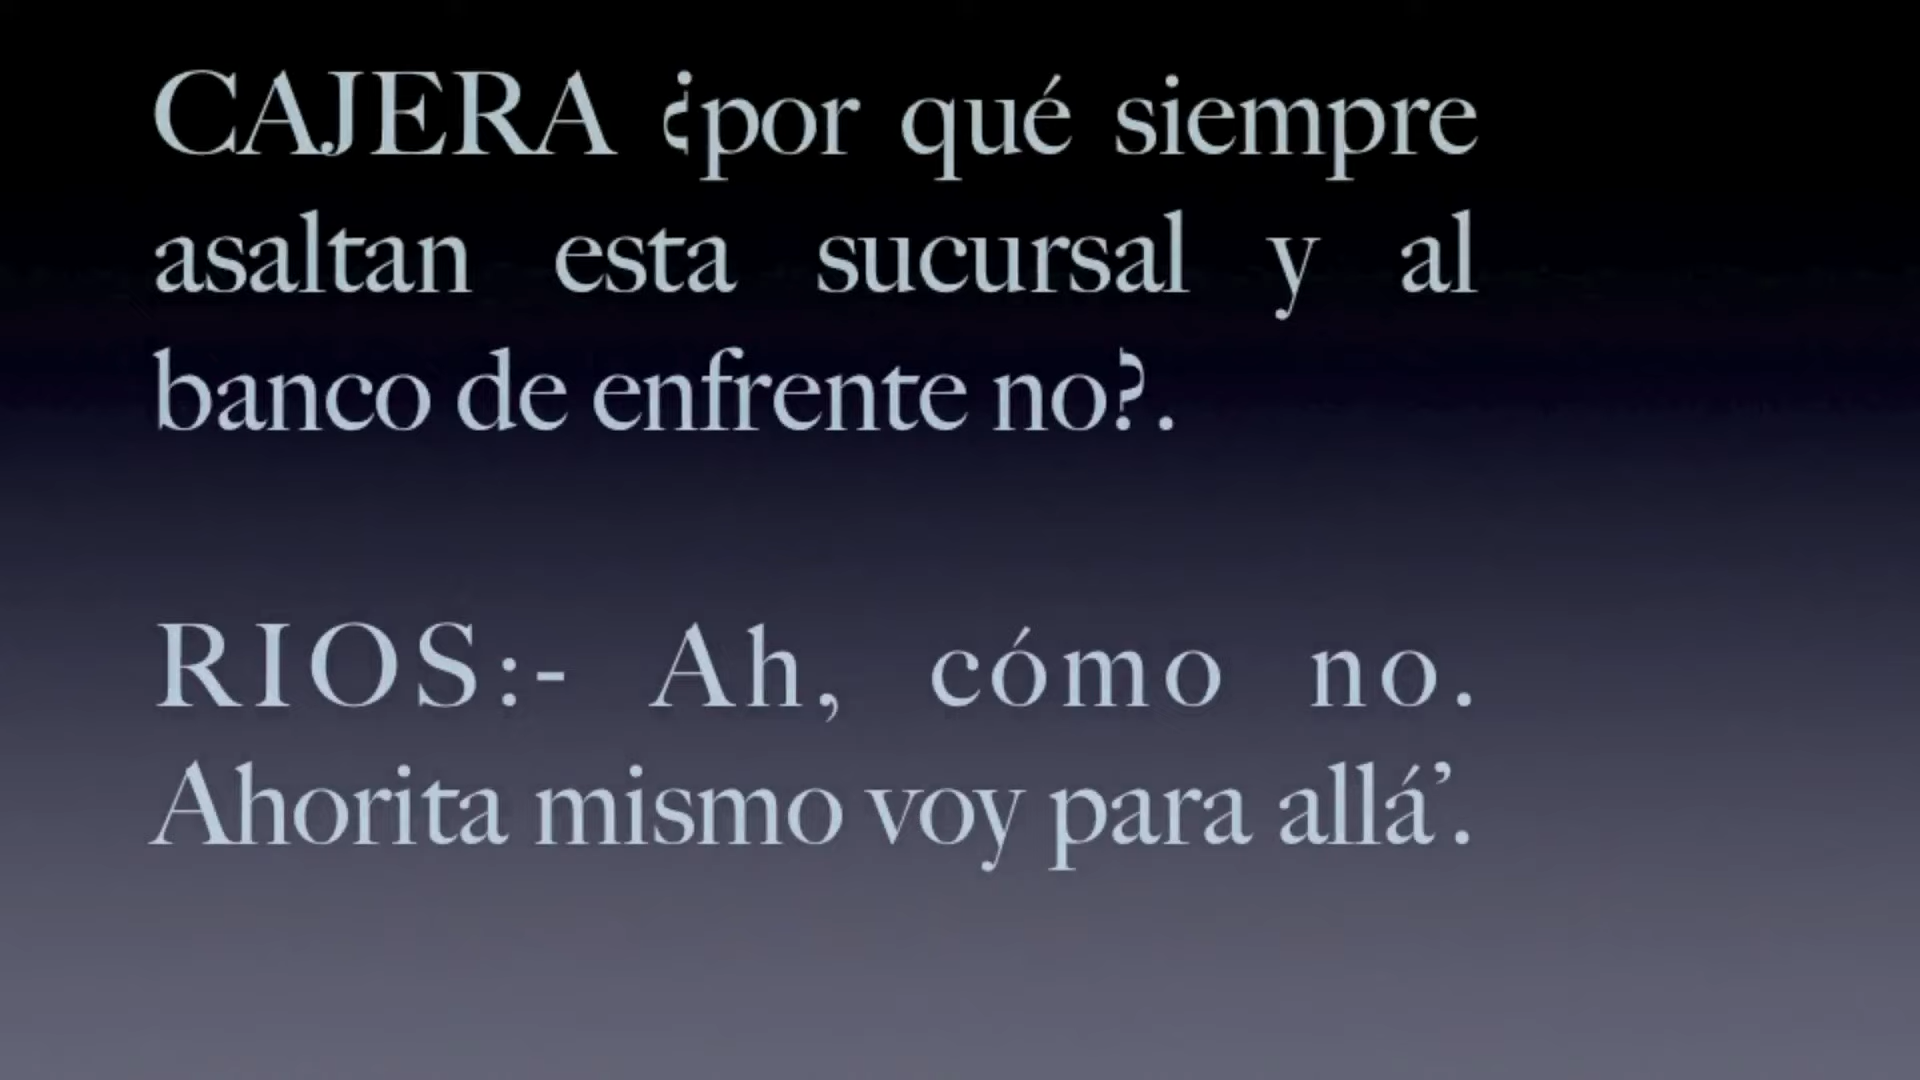 CAJERA ¿por qué siempre
asaltan esta sucursal y al
banco de enfrente no?.
RIOS:- Ah, cómo no.
Ahorita mismo voy para allá’.